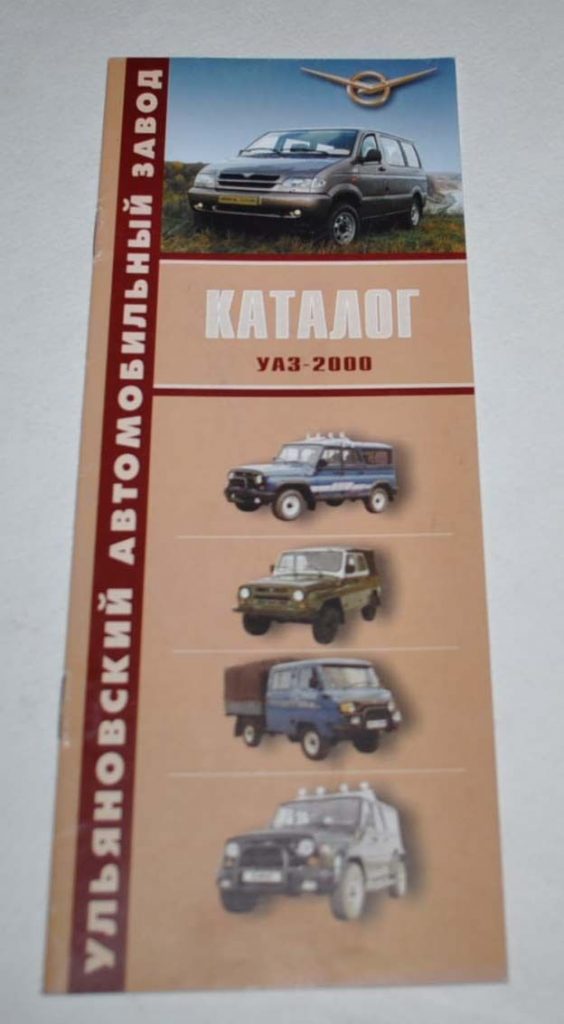 УЛЬЯНОВСКИЙ АВТОМОБИЛЬНЫЙ ЗАВОД
КАТАЛОГ
УАЗ-2000